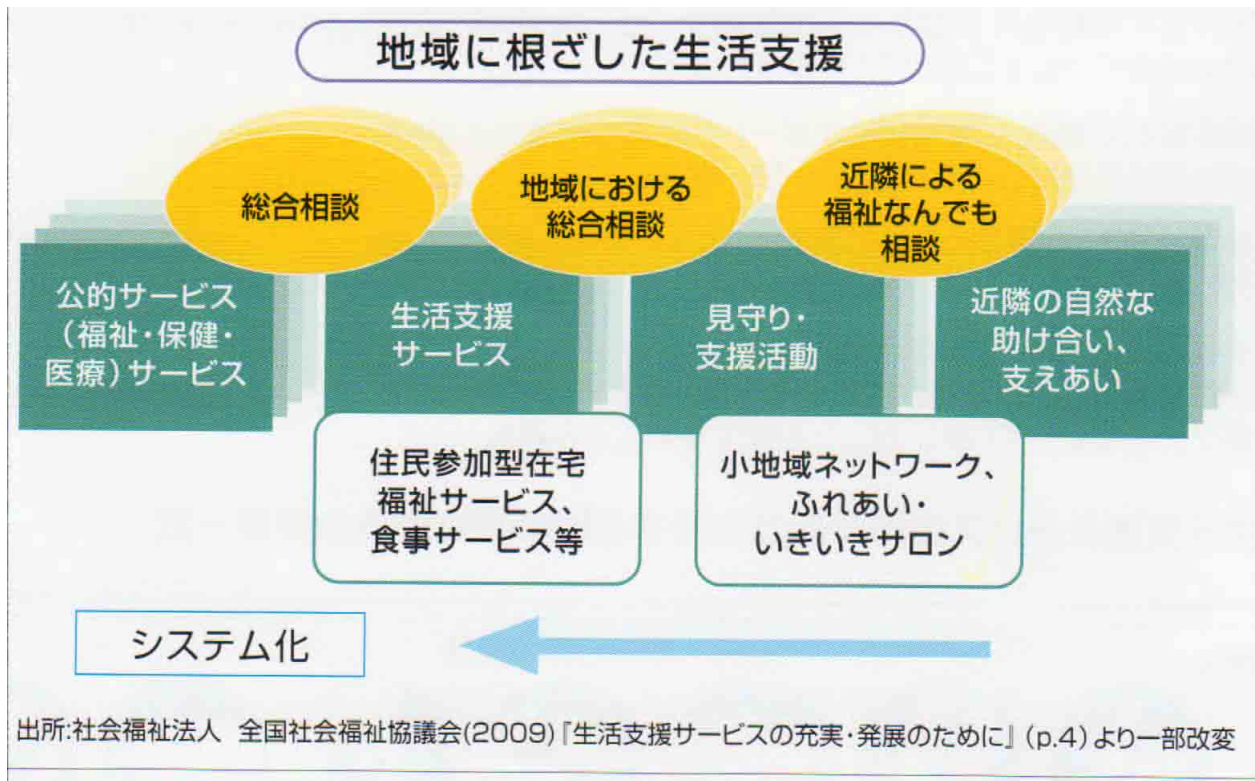 地域に根ざした生活支援
総合相談
地域における
総合相談
近隣による
福祉なんでも
相談
公的サービス
(福祉・保健・
医療)サービス
生活支援
サービス
見守り・
支援活動
近隣の自然な
助け合い、
支えあい
住民参加型在宅
福祉サービス、
食事サービス等
小地域ネットワーク、
ふれあい・
いきいきサロン
システム化
出所:社会福祉法人 全国社会福祉協議会(2009)『生活支援サービスの充実・発展のために』(p.4)より一部改変